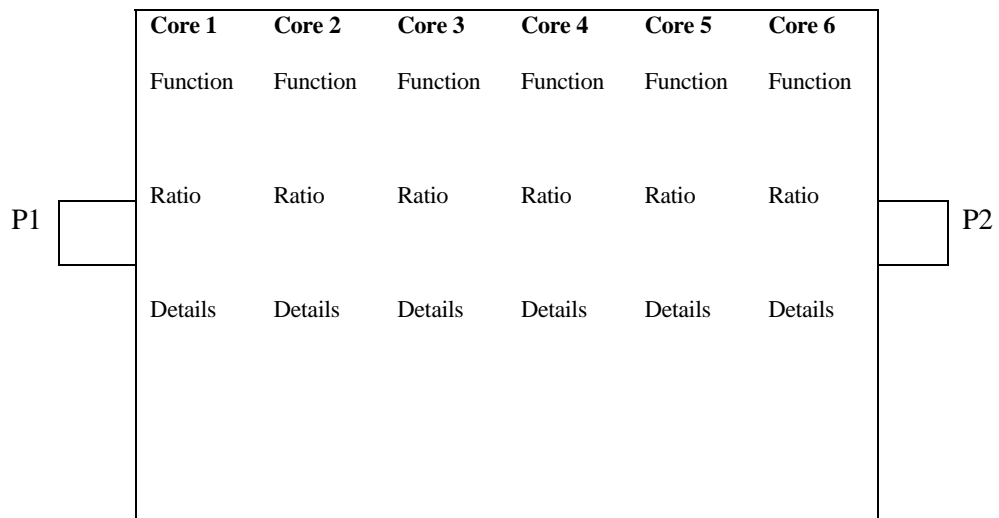 Core 1 Core 2 Core 3 Core 4 Core 5 Core 6
Function Function Function Function Function Function
Ratio Ratio Ratio Ratio Ratio Ratio
P1 P2
Details Details Details Details Details Details